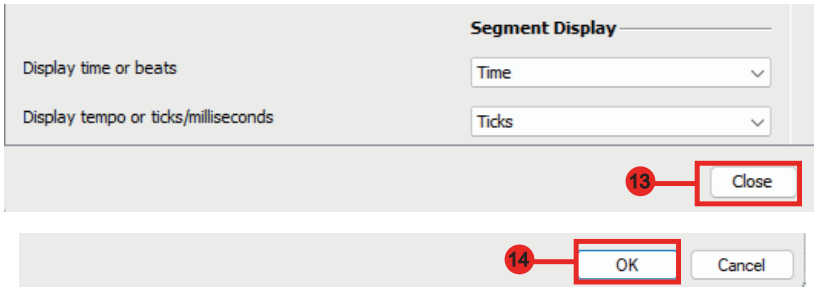 Segment Display
Display time or beats
Time
Display tempo or ticks/milliseconds
Ticks
13
Close
14
OK
Cancel